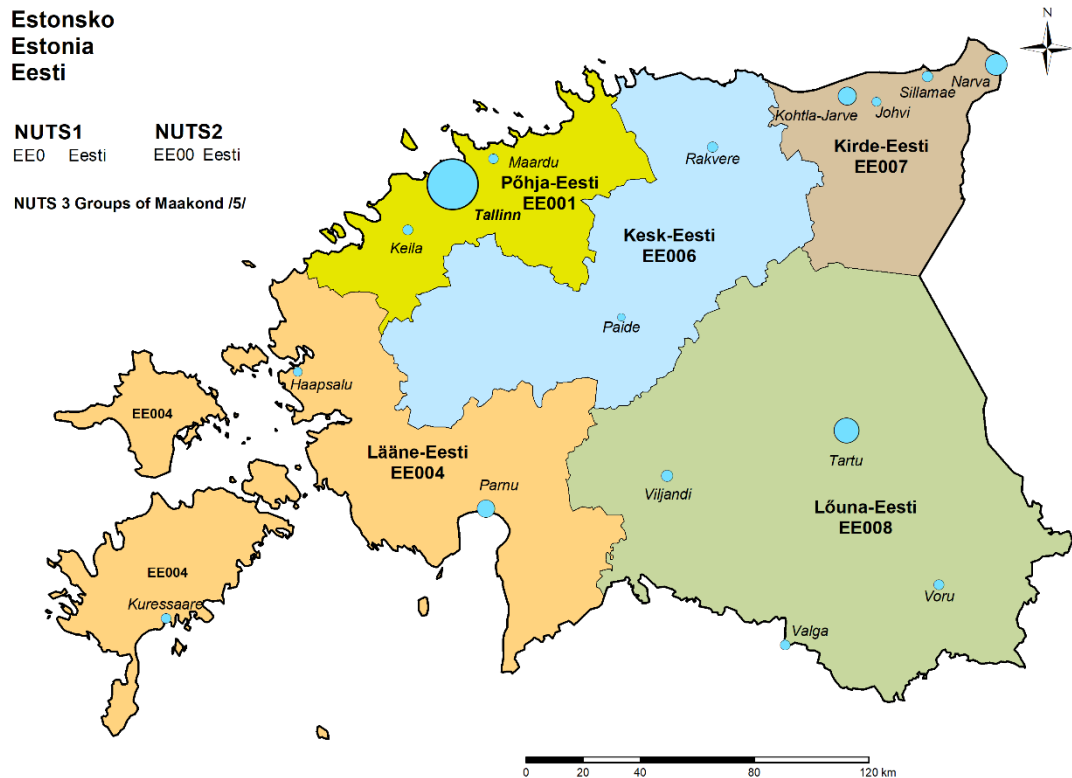 Estonsko
Estonia
Eesti
N
NUTS1 NUTS2
EE0 Eesti EE00 Eesti
NUTS 3 Groups of Maakond /5/
Narva
Sillamae
Kohtla-Jarve
Johvi
Kirde-Eesti
EE007
Maardu
Rakvere
Põhja-Eesti
EE001
Tallinn
Keila
Kesk-Eesti
EE006
Paide
Haapsalu
EE004
Lääne-Eesti
EE004
Parnu
Tartu
Viljandi
Lőuna-Eesti
EE008
EE004
Kuressaare
Voru
Valga
0 20 40 80 120 km